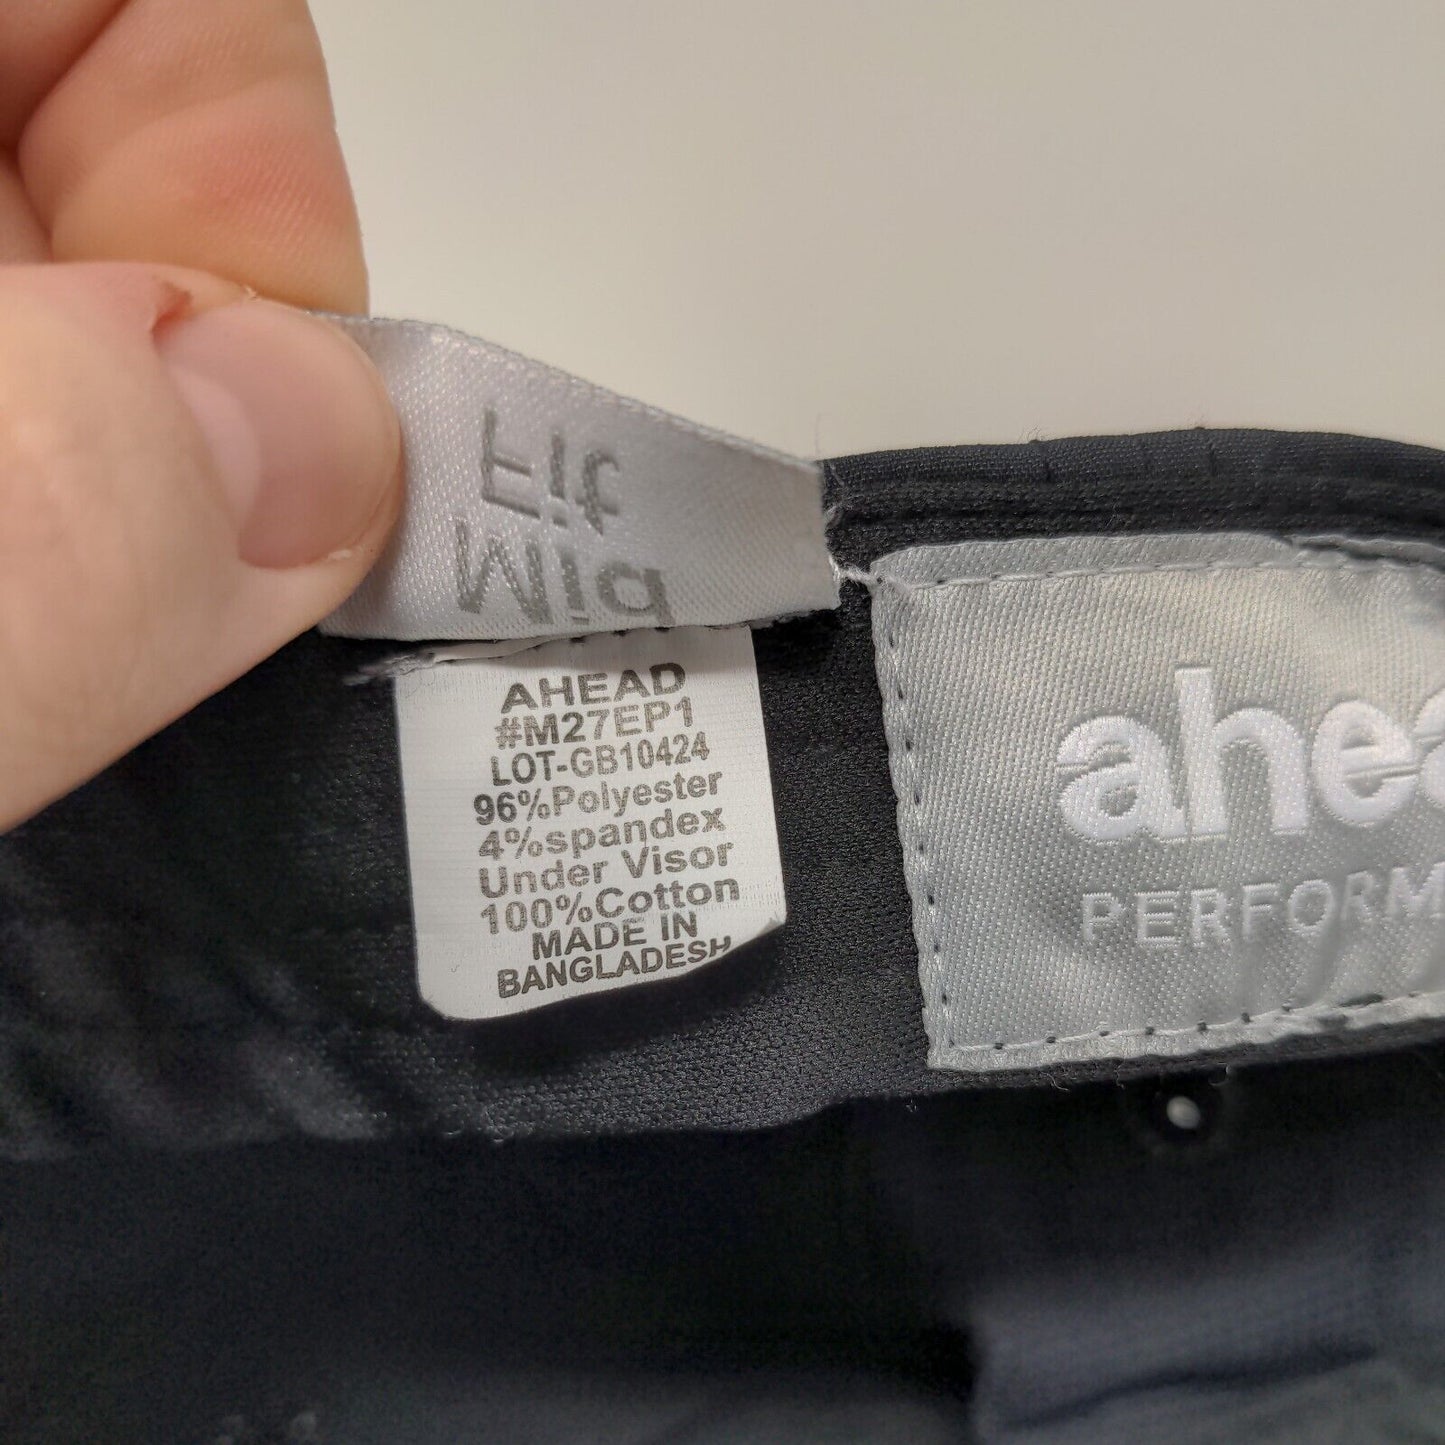 Mid
Fit
AHEAD
#M27EP1
LOT-GB10424
96%Polyester
4%spandex
Under Visor
100%Cotton
MADE IN
BANGLADESH
ahea
PERFORM